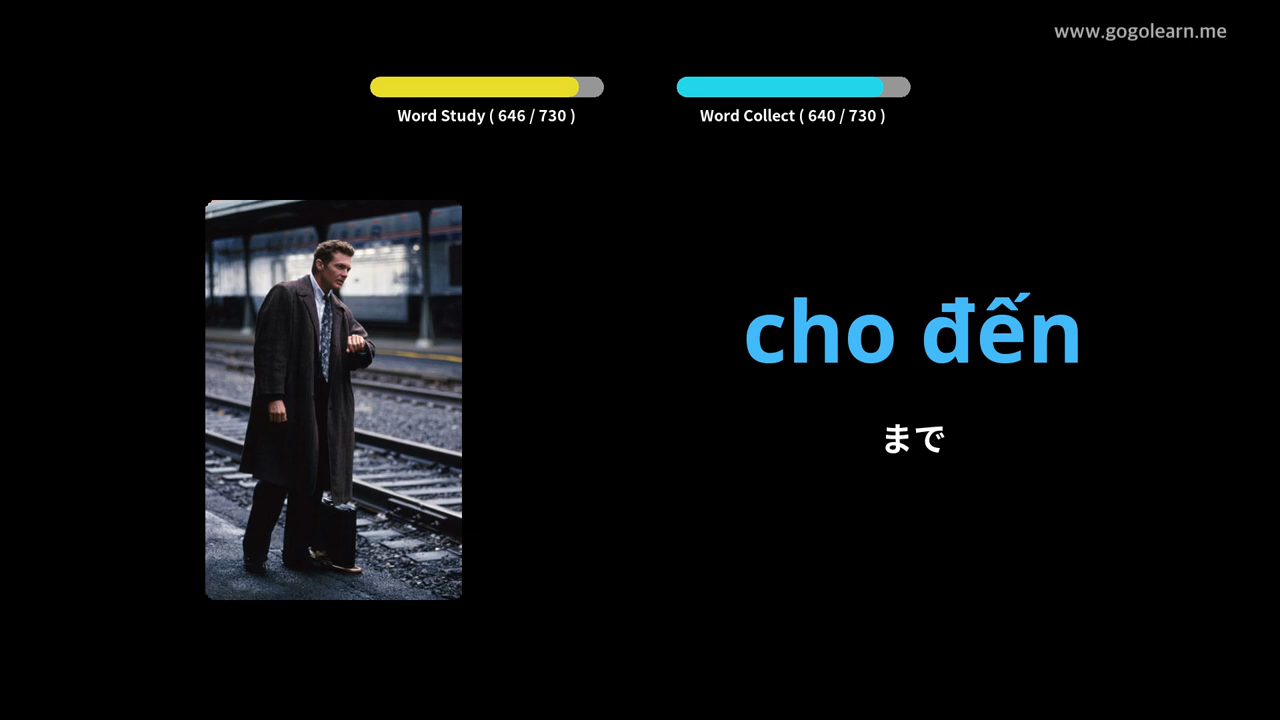 www.gogolearn.me
Word Study ( 646 / 730 )
Word Collect ( 640 / 730 )
cho đến
まで